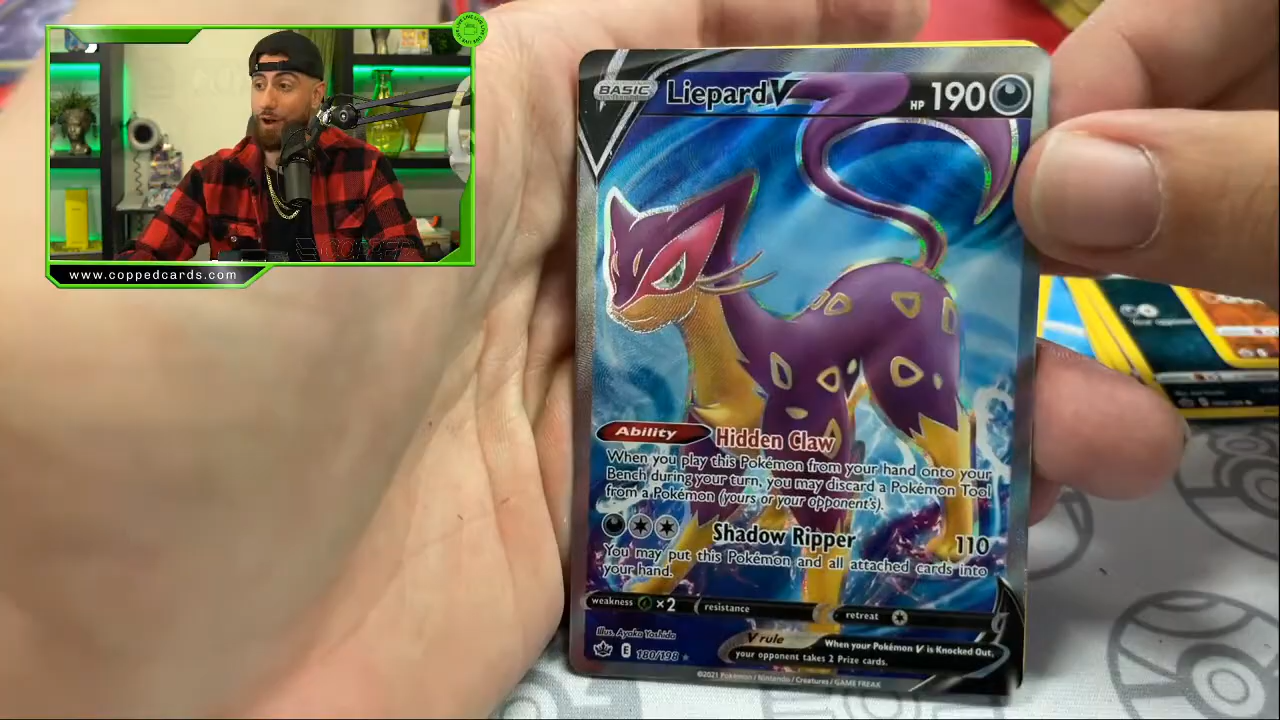 www.coppedcards.com
BASIC
Liepard V
HP 190
Ability Hidden Claw
When you play this Pokémon from your hand onto your
Bench during your turn, you may discard a Pokémon Tool
from a Pokémon (yours or your opponent's).
Shadow Ripper 110
You may put this Pokémon and all attached cards into
your hand.
weakness ×2 resistance retreat
Illus. Ayaka Yoshida
V rule When your Pokémon V is Knocked Out,
your opponent takes 2 Prize cards.
E 180/198
©2021 Pokémon / Nintendo / Creatures / GAME FREAK